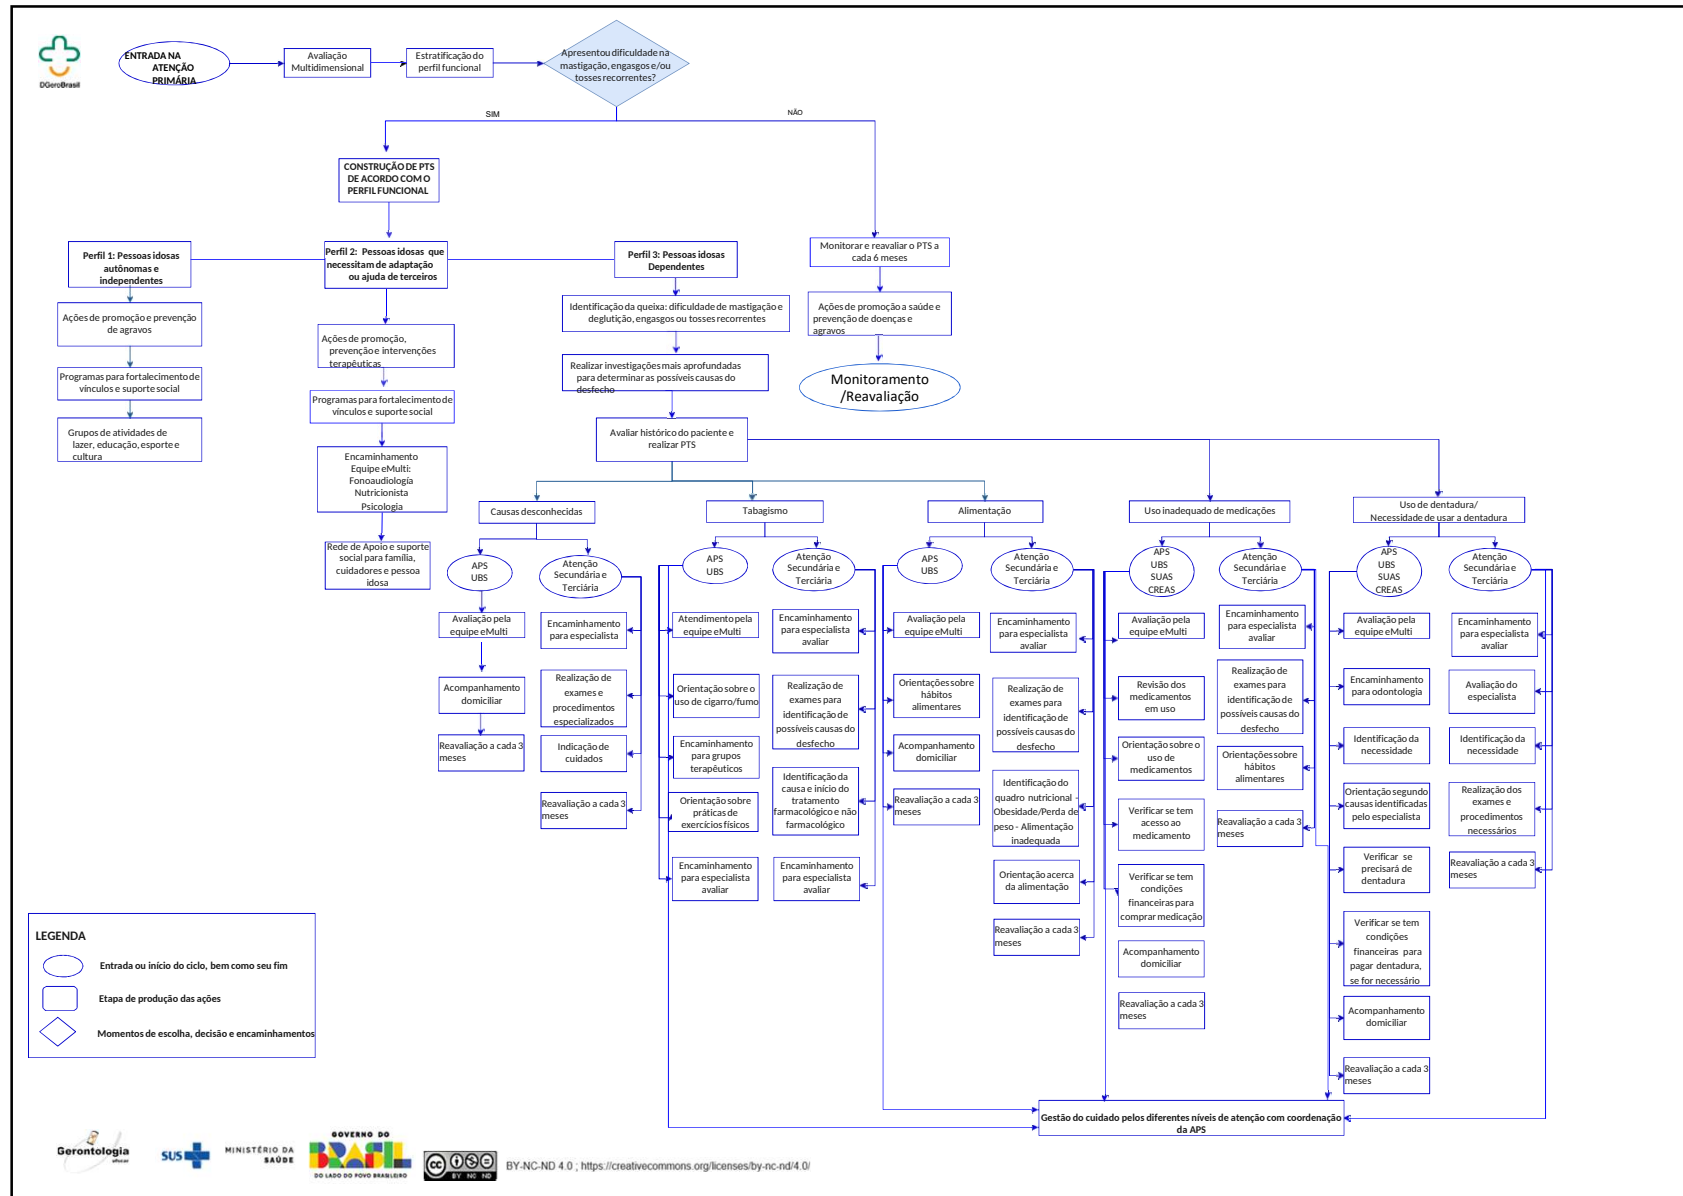 DGeroBrasil
ENTRADA NA
ATENÇÃO
PRIMÁRIA
Avaliação
Multidimensional
Estratificação do
perfil funcional
Apresentou dificuldade na
mastigação, engasgos e/ou
tosses recorrentes?
SIM
NÃO
CONSTRUÇÃO DE PTS
DE ACORDO COM O
PERFIL FUNCIONAL
Perfil 1: Pessoas idosas
autônomas e
independentes
Perfil 2: Pessoas idosas que
necessitam de adaptação
ou ajuda de terceiros
Perfil 3: Pessoas idosas
Dependentes
Monitorar e reavaliar o PTS a
cada 6 meses
Ações de promoção e prevenção
de agravos
Programas para fortalecimento de
vínculos e suporte social
Grupos de atividades de
lazer, educação, esporte e
cultura
Ações de promoção,
prevenção e intervenções
terapêuticas
Programas para fortalecimento de
vínculos e suporte social
Encaminhamento
Equipe eMulti:
Fonoaudiología
Nutricionista
Psicologia
Rede de Apoio e suporte
social para família,
cuidadores e pessoa
idosa
Identificação da queixa: dificuldade de mastigação e
deglutição, engasgos ou tosses recorrentes
Realizar investigações mais aprofundadas
para determinar as possíveis causas do
desfecho
Avaliar histórico do paciente e
realizar PTS
Ações de promoção a saúde e
prevenção de doenças e
agravos
Monitoramento
/Reavaliação
Causas desconhecidas
APS
UBS
Avaliação pela
equipe eMulti
Acompanhamento
domiciliar
Reavaliação a cada 3
meses
Atenção
Secundária e
Terciária
Encaminhamento
para especialista
Realização de
exames e
procedimentos
especializados
Indicação de
cuidados
Reavaliação a cada 3
meses
Tabagismo
APS
UBS
Atendimento pela
equipe eMulti
Orientação sobre o
uso de cigarro/fumo
Encaminhamento
para grupos
terapêuticos
Orientação sobre
práticas de
exercícios físicos
Encaminhamento
para especialista
avaliar
Atenção
Secundária e
Terciária
Encaminhamento
para especialista
avaliar
Realização de
exames para
identificação de
possíveis causas do
desfecho
Identificação da
causa e início do
tratamento
farmacológico e não
farmacológico
Encaminhamento
para especialista
avaliar
Alimentação
APS
UBS
Avaliação pela
equipe eMulti
Orientações sobre
hábitos
alimentares
Acompanhamento
domiciliar
Reavaliação a cada 3
meses
Atenção
Secundária e
Terciária
Encaminhamento
para especialista
avaliar
Realização de
exames para
identificação de
possíveis causas do
desfecho
Identificação do
quadro nutricional -
Obesidade/Perda de
peso - Alimentação
inadequada
Orientação acerca
da alimentação
Reavaliação a cada 3
meses
Uso inadequado de medicações
APS
UBS
SUAS
CREAS
Avaliação pela
equipe eMulti
Revisão dos
medicamentos
em uso
Orientação sobre o
uso de
medicamentos
Verificar se tem
acesso ao
medicamento
Verificar se tem
condições
financeiras para
comprar medicação
Acompanhamento
domiciliar
Reavaliação a cada 3
meses
Atenção
Secundária e
Terciária
Encaminhamento
para especialista
avaliar
Realização de
exames para
identificação de
possíveis causas do
desfecho
Orientações sobre
hábitos
alimentares
Reavaliação a cada 3
meses
Uso de dentadura/
Necessidade de usar a dentadura
APS
UBS
SUAS
CREAS
Avaliação pela
equipe eMulti
Encaminhamento
para odontologia
Identificação da
necessidade
Orientação segundo
causas identificadas
pelo especialista
Verificar se
precisará de
dentadura
Verificar se tem
condições
financeiras para
pagar dentadura,
se for necessário
Acompanhamento
domiciliar
Reavaliação a cada 3
meses
Atenção
Secundária e
Terciária
Encaminhamento
para especialista
avaliar
Avaliação do
especialista
Identificação da
necessidade
Realização dos
exames e
procedimentos
necessários
Reavaliação a cada 3
meses
Gestão do cuidado pelos diferentes níveis de atenção com coordenação
da APS
LEGENDA
Entrada ou início do ciclo, bem como seu fim
Etapa de produção das ações
Momentos de escolha, decisão e encaminhamentos
Gerontologia
ufscar
SUS
MINISTÉRIO DA
SAÚDE
GOVERNO DO
BRASIL
DO LADO DO POVO BRASILEIRO
cc
BY NC ND
BY-NC-ND 4.0 ; https://creativecommons.org/licenses/by-nc-nd/4.0/